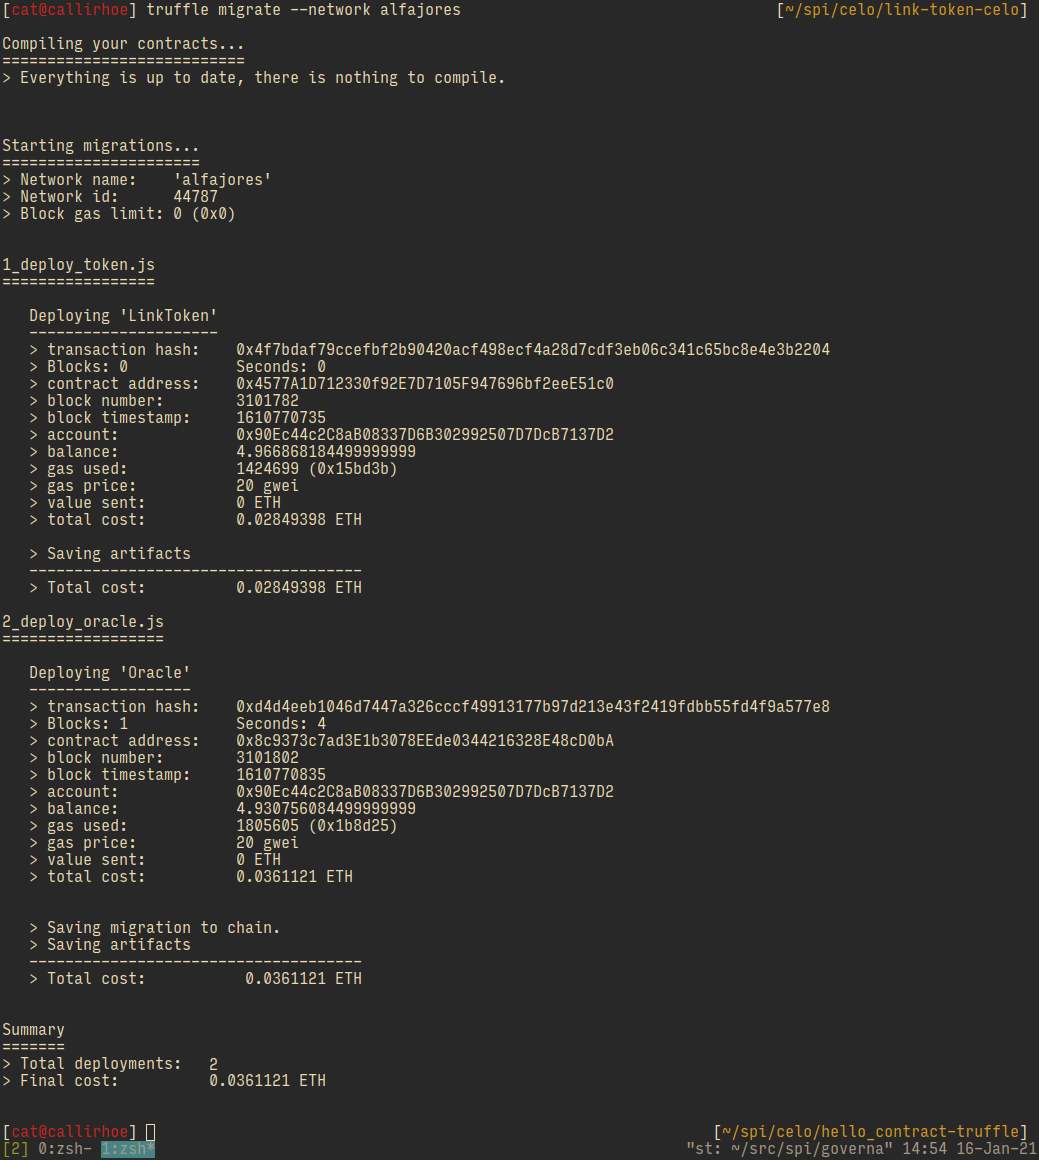 [cat@callirhoe] truffle migrate --network alfajores [~/spi/celo/link-token-celo]
Compiling your contracts...
===========================
> Everything is up to date, there is nothing to compile.
Starting migrations...
======================
> Network name: 'alfajores'
> Network id: 44787
> Block gas limit: 0 (0x0)
1_deploy_token.js
=================
Deploying 'LinkToken'
---------------------
> transaction hash: 0x4f7bdaf79ccefbf2b90420acf498ecf4a28d7cdf3eb06c341c65bc8e4e3b2204
> Blocks: 0 Seconds: 0
> contract address: 0x4577A1D712330f92E7D7105F947696bf2eeE51c0
> block number: 3101782
> block timestamp: 1610770735
> account: 0x90Ec44c2C8aB08337D6B302992507D7DcB7137D2
> balance: 4.966868184499999999
> gas used: 1424699 (0x15bd3b)
> gas price: 20 gwei
> value sent: 0 ETH
> total cost: 0.02849398 ETH
> Saving artifacts
-------------------------------------
> Total cost: 0.02849398 ETH
2_deploy_oracle.js
==================
Deploying 'Oracle'
------------------
> transaction hash: 0xd4d4eeb1046d7447a326cccf49913177b97d213e43f2419fdbb55fd4f9a577e8
> Blocks: 1 Seconds: 4
> contract address: 0x8c9373c7ad3E1b3078EEde0344216328E48cD0bA
> block number: 3101802
> block timestamp: 1610770835
> account: 0x90Ec44c2C8aB08337D6B302992507D7DcB7137D2
> balance: 4.930756084499999999
> gas used: 1805605 (0x1b8d25)
> gas price: 20 gwei
> value sent: 0 ETH
> total cost: 0.0361121 ETH
> Saving migration to chain.
> Saving artifacts
-------------------------------------
> Total cost: 0.0361121 ETH
Summary
=======
> Total deployments: 2
> Final cost: 0.0361121 ETH
[cat@callirhoe] [~/spi/celo/hello_contract-truffle]
[2] 0:zsh- 1:zsh* "st: ~/src/spi/governa" 14:54 16-Jan-21